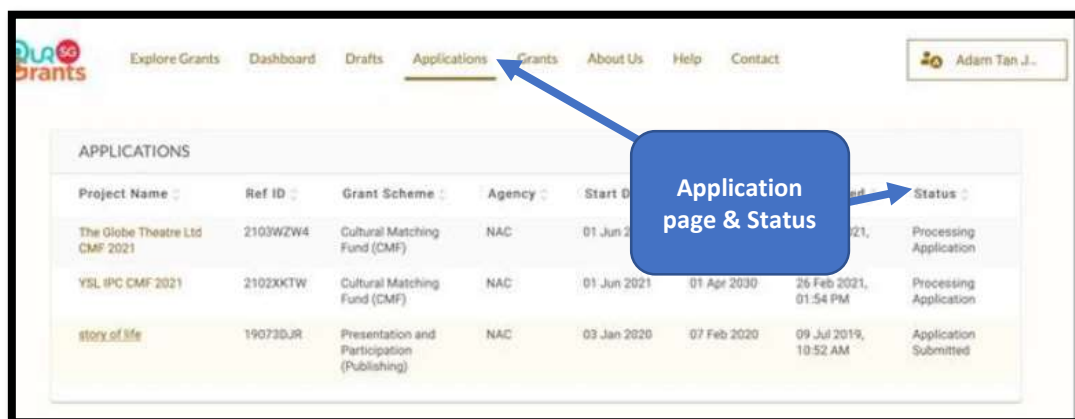 OUR SG
Grants
Explore Grants Dashboard Drafts Applications Grants About Us Help Contact Adam Tan J..
APPLICATIONS
Project Name Ref ID Grant Scheme Agency Start D ed Status
Application
page & Status
The Globe Theatre Ltd 2103WZW4 Cultural Matching NAC 01 Jun 2 21, Processing
CMF 2021 Fund (CMF) Application
YSL IPC CMF 2021 2102XKTW Cultural Matching NAC 01 Jun 2021 01 Apr 2030 26 Feb 2021, Processing
Fund (CMF) 01:54 PM Application
story of life 19073DJR Presentation and NAC 03 Jan 2020 07 Feb 2020 09 Jul 2019, Application
Participation 10:52 AM Submitted
(Publishing)